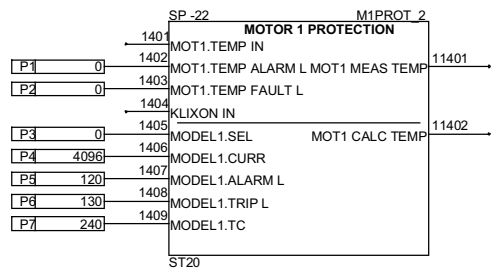 SP -22 M1PROT_2
MOTOR 1 PROTECTION
1401 MOT1.TEMP IN
P1 0 1402 MOT1.TEMP ALARM L MOT1 MEAS TEMP 11401
P2 0 1403 MOT1.TEMP FAULT L
1404 KLIXON IN
P3 0 1405 MODEL1.SEL MOT1 CALC TEMP 11402
P4 4096 1406 MODEL1.CURR
P5 120 1407 MODEL1.ALARM L
P6 130 1408 MODEL1.TRIP L
P7 240 1409 MODEL1.TC
ST20